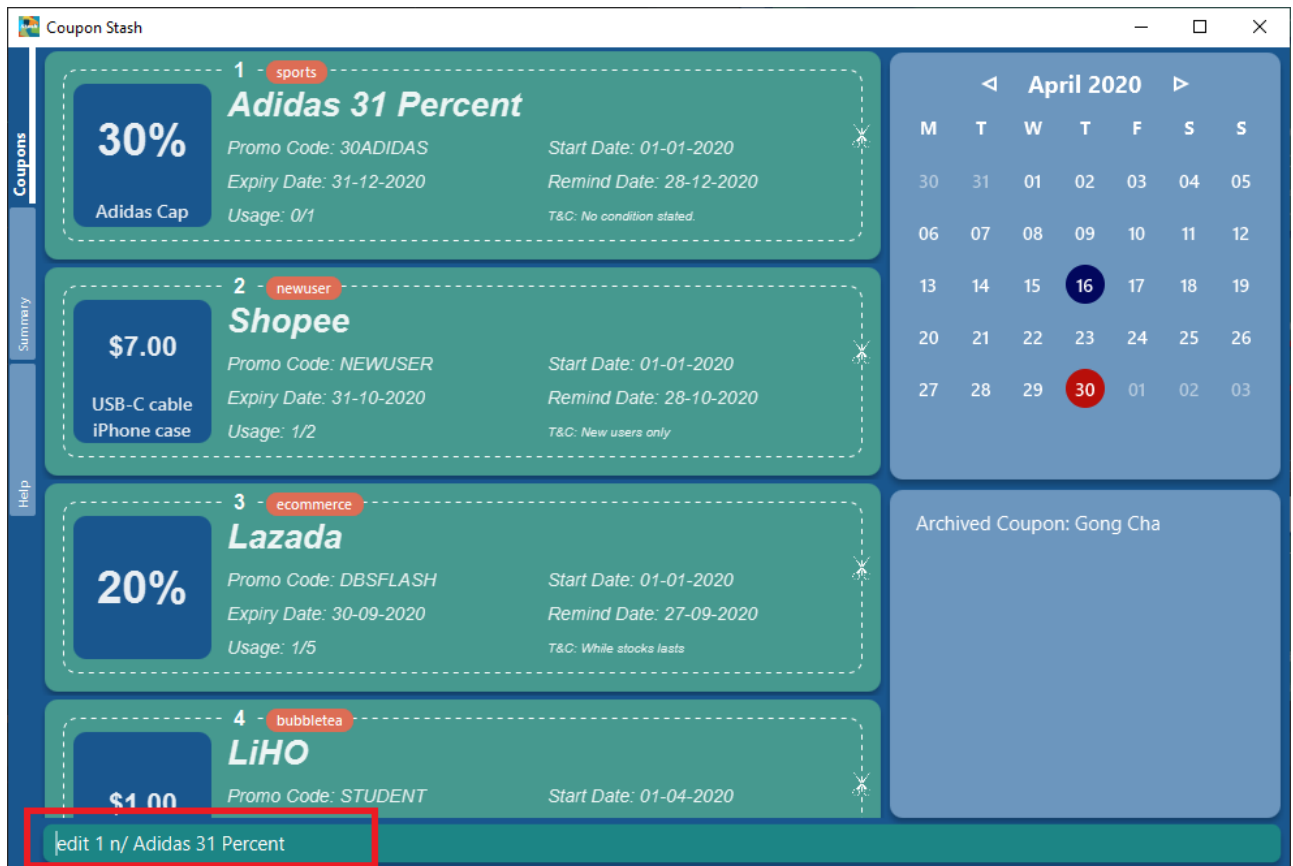 Coupon Stash
Coupons
Summary
Help
1 - sports
Adidas 31 Percent
30%
Adidas Cap
Promo Code: 30ADIDAS Start Date: 01-01-2020
Expiry Date: 31-12-2020 Remind Date: 28-12-2020
Usage: 0/1 T&C: No condition stated.
2 - newuser
Shopee
$7.00
USB-C cable
iPhone case
Promo Code: NEWUSER Start Date: 01-01-2020
Expiry Date: 31-10-2020 Remind Date: 28-10-2020
Usage: 1/2 T&C: New users only
3 - ecommerce
Lazada
20%
Promo Code: DBSFLASH Start Date: 01-01-2020
Expiry Date: 30-09-2020 Remind Date: 27-09-2020
Usage: 1/5 T&C: While stocks lasts
4 - bubbletea
LiHO
$1.00
Promo Code: STUDENT Start Date: 01-04-2020
edit 1 n/ Adidas 31 Percent
April 2020
M T W T F S S
30 31 01 02 03 04 05
06 07 08 09 10 11 12
13 14 15 16 17 18 19
20 21 22 23 24 25 26
27 28 29 30 01 02 03
Archived Coupon: Gong Cha